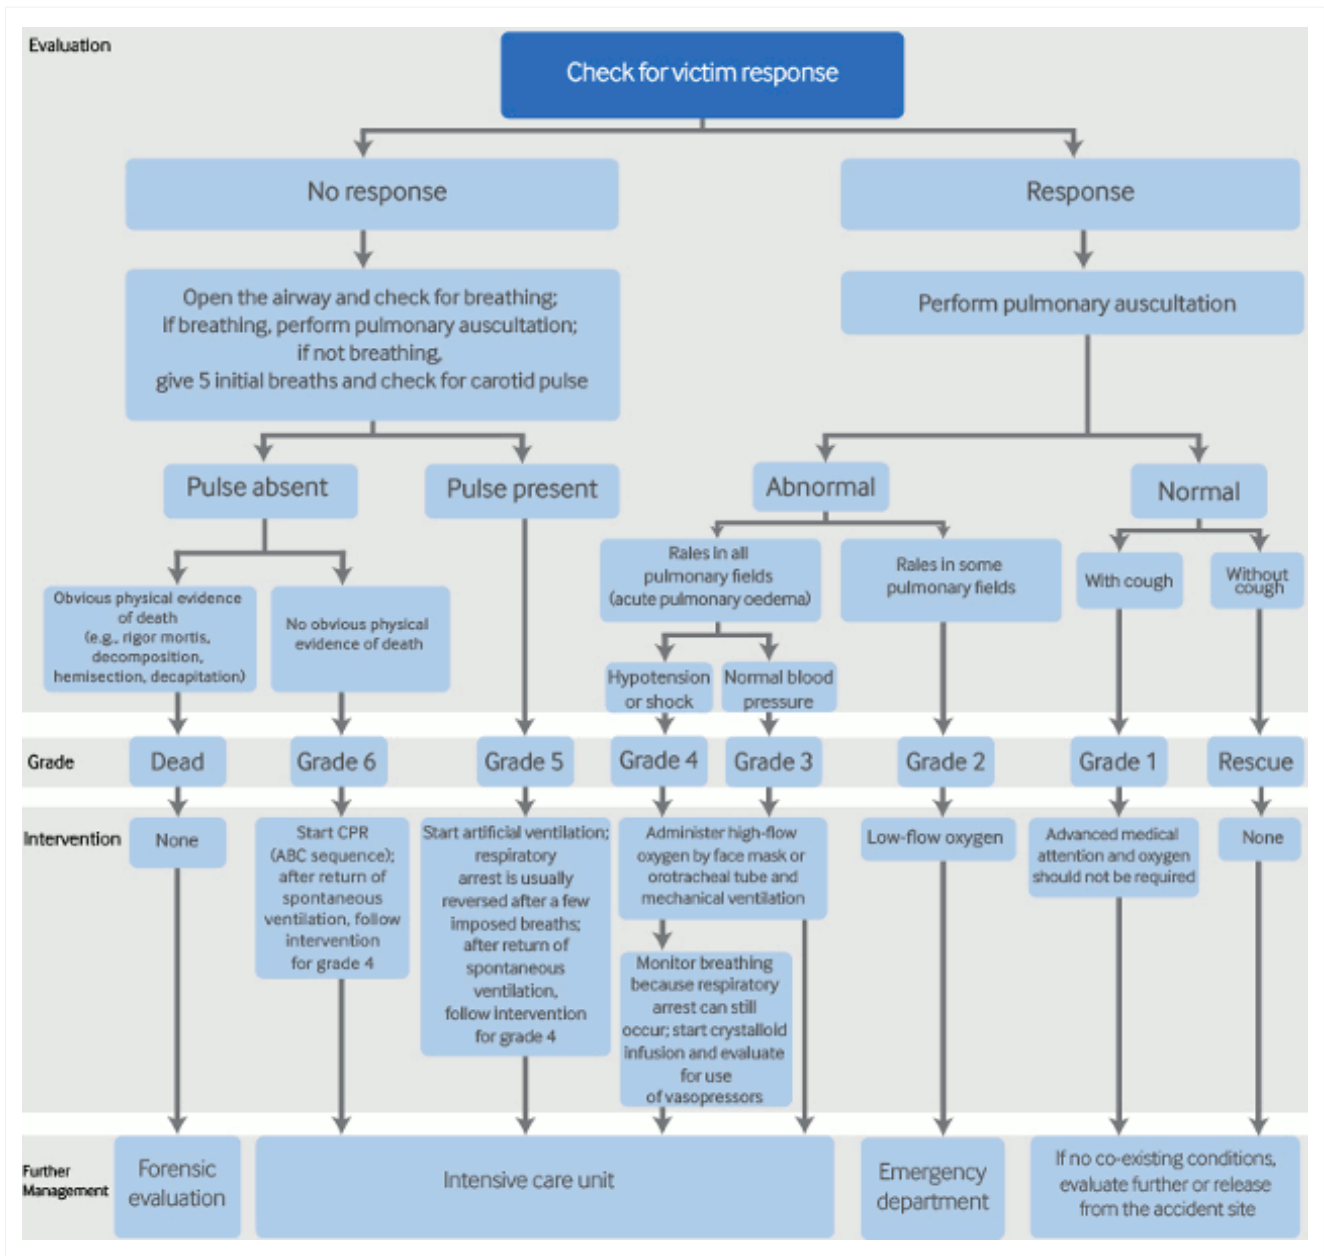 Evaluation
Check for victim response
No response
Response
Open the airway and check for breathing;
if breathing, perform pulmonary auscultation;
if not breathing,
give 5 initial breaths and check for carotid pulse
Perform pulmonary auscultation
Pulse absent
Pulse present
Abnormal
Normal
Obvious physical evidence
of death
(e.g., rigor mortis,
decomposition,
hemisection, decapitation)
No obvious physical
evidence of death
Rales in all
pulmonary fields
(acute pulmonary oedema)
Rales in some
pulmonary fields
With cough
Without
cough
Hypotension
or shock
Normal blood
pressure
Grade
Dead
Grade 6
Grade 5
Grade 4
Grade 3
Grade 2
Grade 1
Rescue
Intervention
None
Start CPR
(ABC sequence);
after return of
spontaneous
ventilation, follow
intervention
for grade 4
Start artificial ventilation;
respiratory
arrest is usually
reversed after a few
imposed breaths;
after return of
spontaneous
ventilation,
follow intervention
for grade 4
Administer high-flow
oxygen by face mask or
orotracheal tube and
mechanical ventilation
Monitor breathing
because respiratory
arrest can still
occur; start crystalloid
infusion and evaluate
for use
of vasopressors
Low-flow oxygen
Advanced medical
attention and oxygen
should not be required
None
Further
Management
Forensic
evaluation
Intensive care unit
Emergency
department
If no co-existing conditions,
evaluate further or release
from the accident site